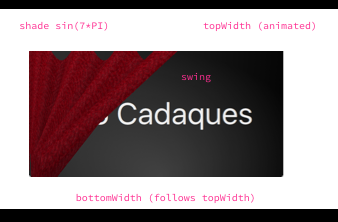 shade sin(7*PI) topWidth (animated)
swing
Cadaques
bottomWidth (follows topWidth)